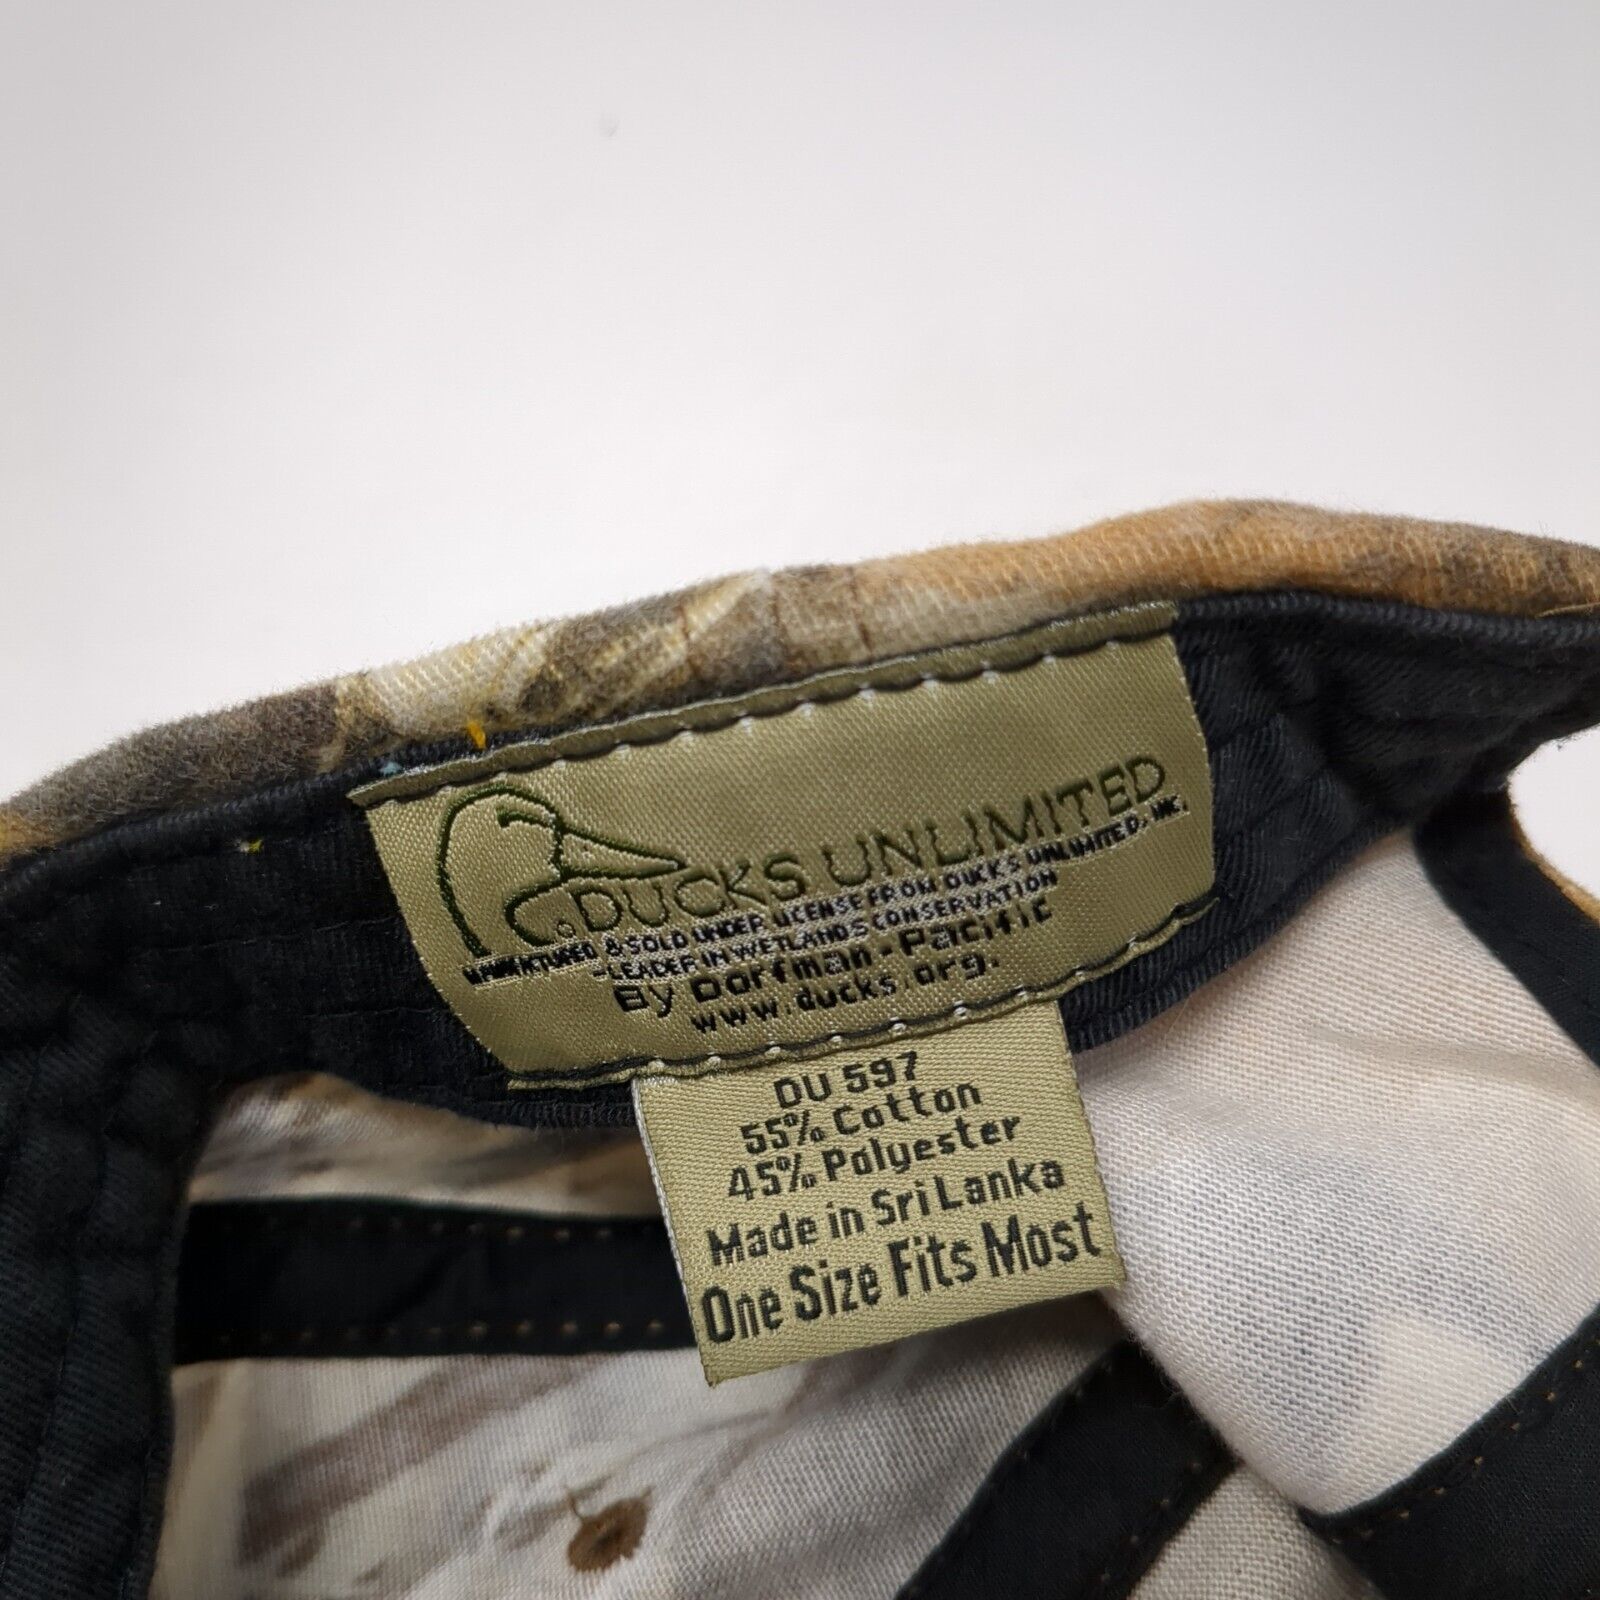 DUCKS UNLIMITED
MANUFACTURED & SOLD UNDER LICENSE FROM DUCKS UNLIMITED, INC.
-LEADER IN WETLANDS CONSERVATION
By Dorfman-Pacific
www.ducks.org.
DU 597
55% Cotton
45% Polyester
Made in Sri Lanka
One Size Fits Most